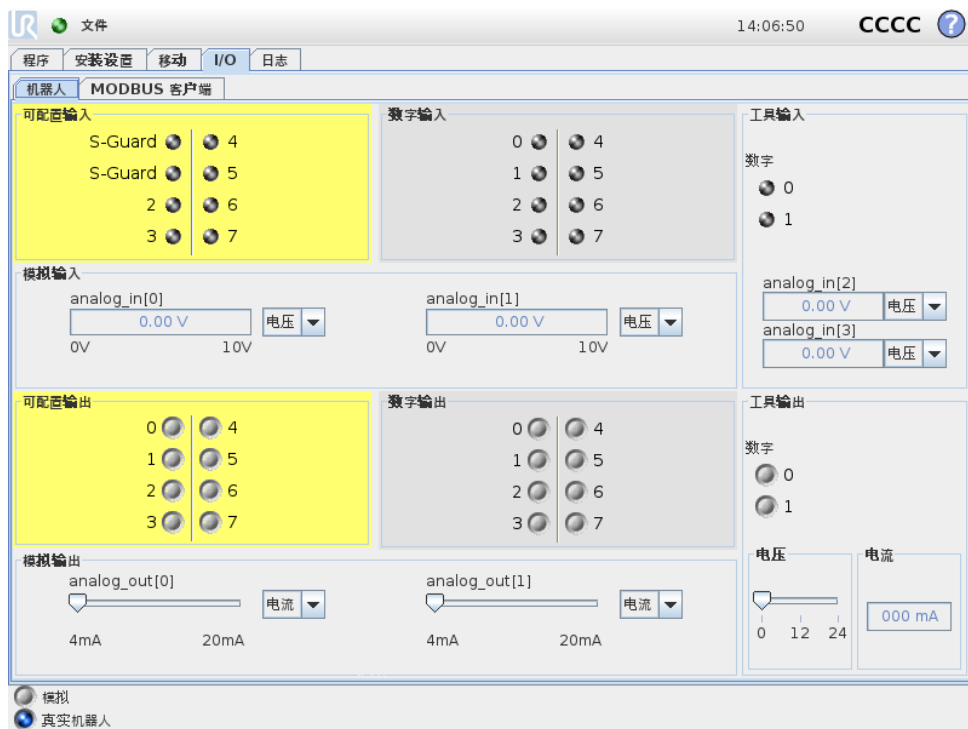 UR 文件 14:06:50 CCCC ?
程序 安装设置 移动 I/O 日志
机器人 MODBUS 客户端
可配置输入
S-Guard 4
S-Guard 5
2 6
3 7
数字输入
0 4
1 5
2 6
3 7
工具输入
数字
0
1
analog_in[2]
0.00 V 电压
analog_in[3]
0.00 V 电压
模拟输入
analog_in[0]
0.00 V 电压
0V 10V
analog_in[1]
0.00 V 电压
0V 10V
可配置输出
0 4
1 5
2 6
3 7
数字输出
0 4
1 5
2 6
3 7
工具输出
数字
0
1
电压
0 12 24
电流
000 mA
模拟输出
analog_out[0]
电流
4mA 20mA
analog_out[1]
电流
4mA 20mA
模拟
真实机器人